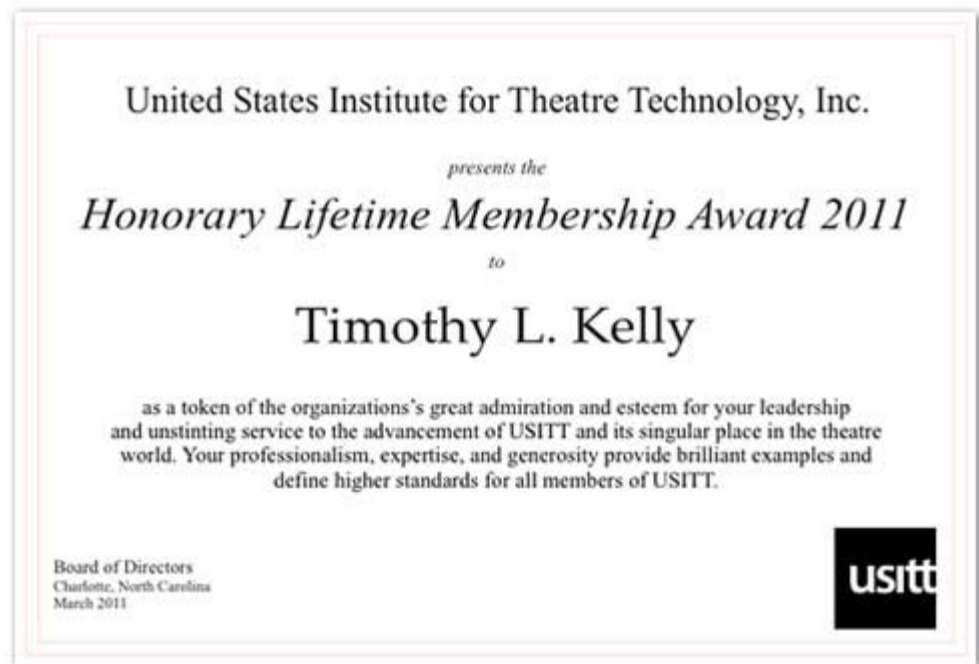 United States Institute for Theatre Technology, Inc.
presents the
Honorary Lifetime Membership Award 2011
to
Timothy L. Kelly
as a token of the organizations's great admiration and esteem for your leadership
and unstinting service to the advancement of USITT and its singular place in the theatre
world. Your professionalism, expertise, and generosity provide brilliant examples and
define higher standards for all members of USITT.
Board of Directors
Charlotte, North Carolina
March 2011
usitt